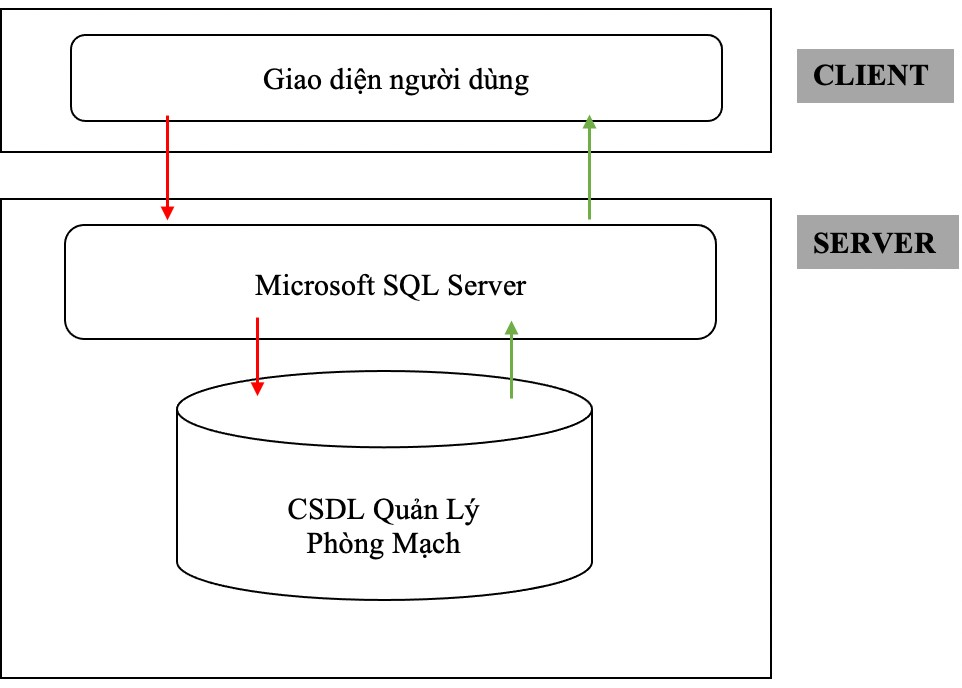 Giao diện người dùng
CLIENT
SERVER
Microsoft SQL Server
CSDL Quản Lý
Phòng Mạch